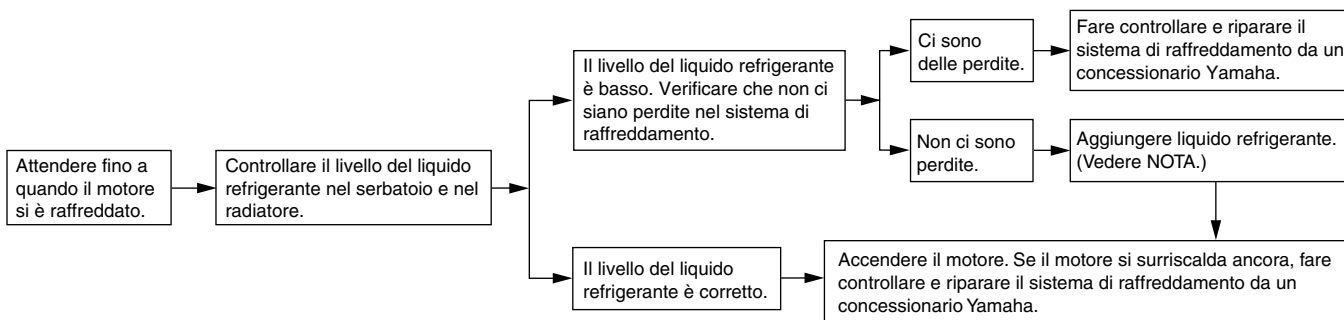 Attendere fino a
quando il motore
si è raffreddato.
Controllare il livello del liquido
refrigerante nel serbatoio e nel
radiatore.
Il livello del liquido refrigerante
è basso. Verificare che non ci
siano perdite nel sistema di
raffreddamento.
Ci sono
delle perdite.
Fare controllare e riparare il
sistema di raffreddamento da un
concessionario Yamaha.
Non ci sono
perdite.
Aggiungere liquido refrigerante.
(Vedere NOTA.)
Il livello del liquido
refrigerante è corretto.
Accendere il motore. Se il motore si surriscalda ancora, fare
controllare e riparare il sistema di raffreddamento da un
concessionario Yamaha.